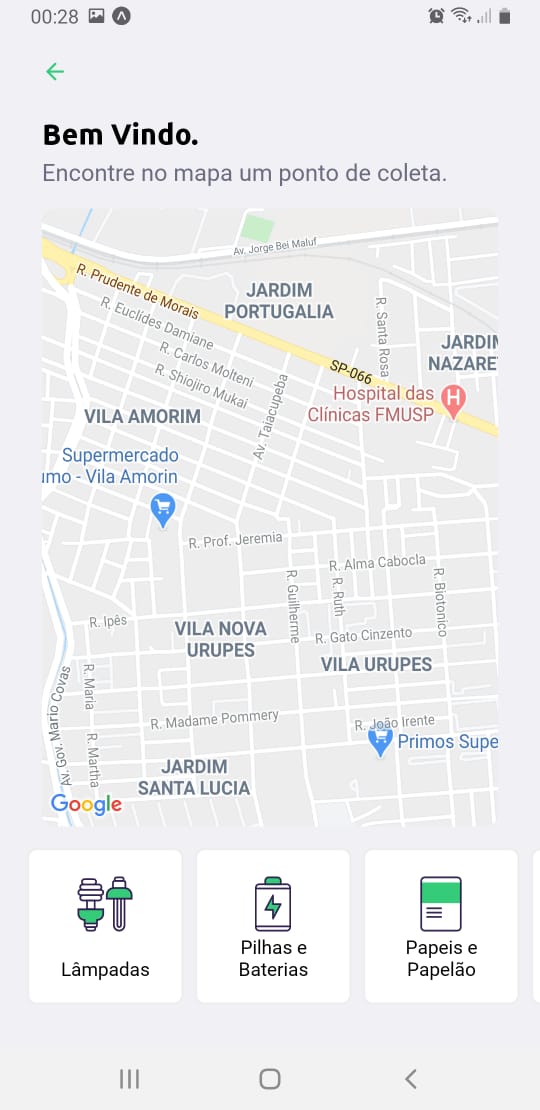 00:28
Bem Vindo.
Encontre no mapa um ponto de coleta.
Av. Jorge Bei Maluf
R. Prudente de Morais
JARDIM
PORTUGALIA
R. Euclídes Damiane
R. Santa Rosa
R. Carlos Molteni
JARDIM
NAZARE
R. Shiojiro Mukai
SP-066
Av. Taiaçupeba
Hospital das
Clínicas FMUSP
H
VILA AMORIM
Supermercado
umo - Vila Amorin
R. Prof. Jeremia
R. Alma Cabocla
R. Guilherme
R. Ruth
R. Biotonico
R. Ipês
VILA NOVA
URUPES
R. Gato Cinzento
VILA URUPES
R. Maria
Av. Gov. Mario Covas
R. Madame Pommery
R. João Irente
Primos Supe
R. Martha
JARDIM
SANTA LUCIA
Google
Lâmpadas
Pilhas e
Baterias
Papeis e
Papelão